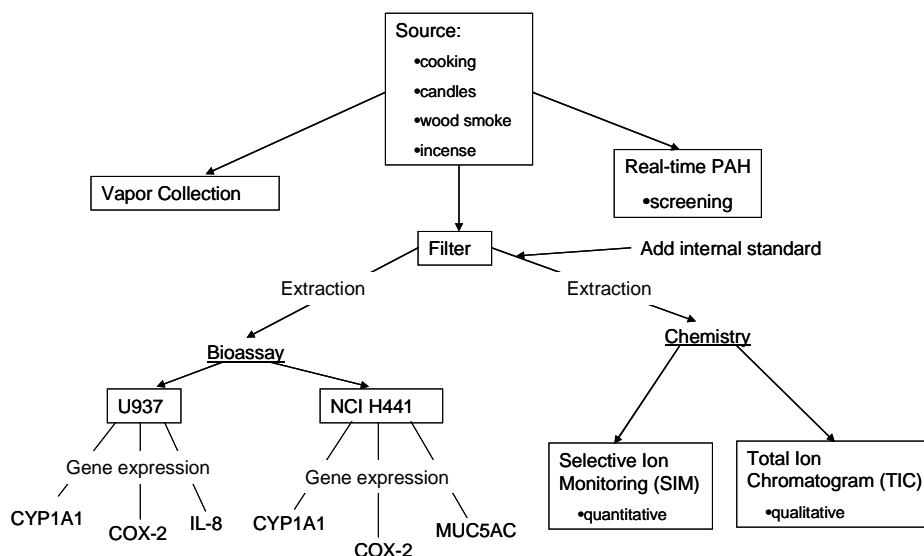 Source:
•cooking
•candles
•wood smoke
•incense
Vapor Collection
Real-time PAH
•screening
Filter
Add internal standard
Extraction
Extraction
Bioassay
Chemistry
U937
NCI H441
Gene expression
CYP1A1
COX-2
IL-8
Gene expression
CYP1A1
COX-2
MUC5AC
Selective Ion
Monitoring (SIM)
•quantitative
Total Ion
Chromatogram (TIC)
•qualitative